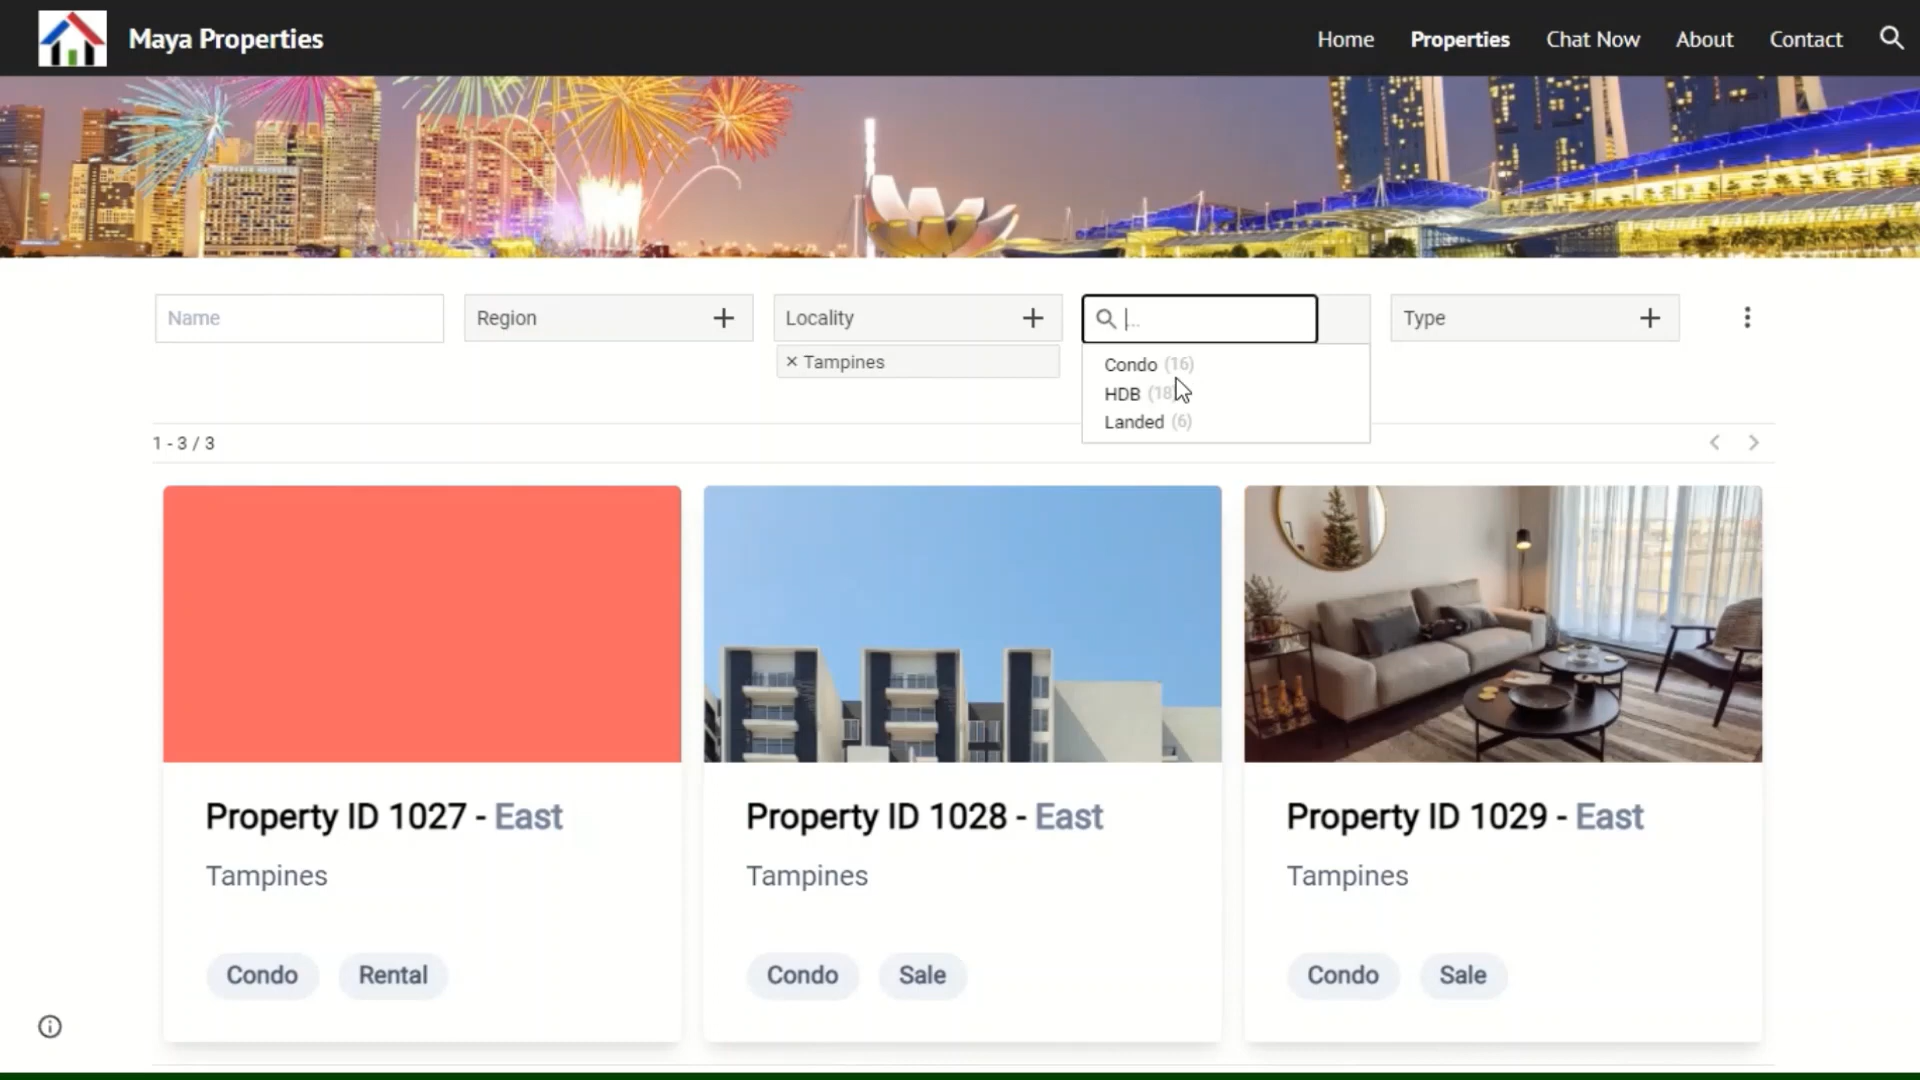 Maya Properties
Home Properties Chat Now About Contact
Name Region Locality ... Type
× Tampines
Condo (16)
HDB (18)
Landed (6)
1 - 3 / 3
Property ID 1027 - East
Tampines
Condo Rental
Property ID 1028 - East
Tampines
Condo Sale
Property ID 1029 - East
Tampines
Condo Sale